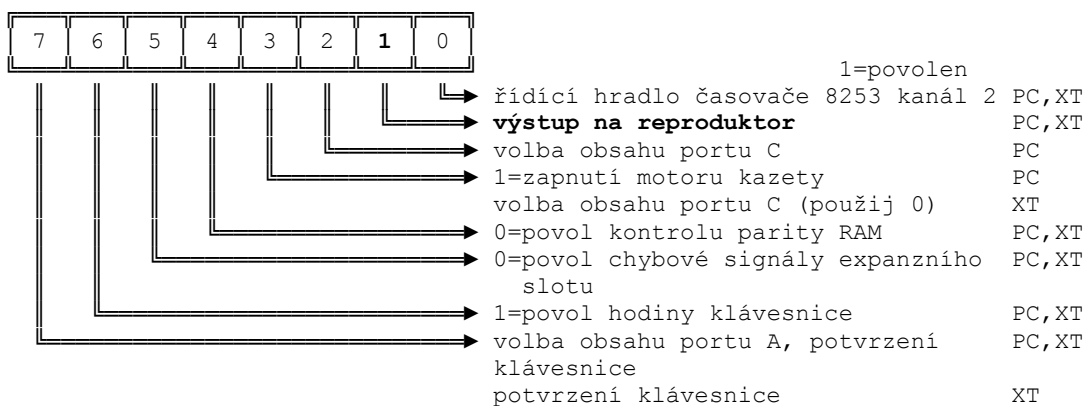 7 6 5 4 3 2 1 0
1=povolen
řídící hradlo časovače 8253 kanál 2 PC,XT
výstup na reproduktor PC,XT
volba obsahu portu C PC
1=zapnutí motoru kazety PC
volba obsahu portu C (použij 0) XT
0=povol kontrolu parity RAM PC,XT
0=povol chybové signály expanzního PC,XT
slotu
1=povol hodiny klávesnice PC,XT
volba obsahu portu A, potvrzení PC,XT
klávesnice
potvrzení klávesnice XT